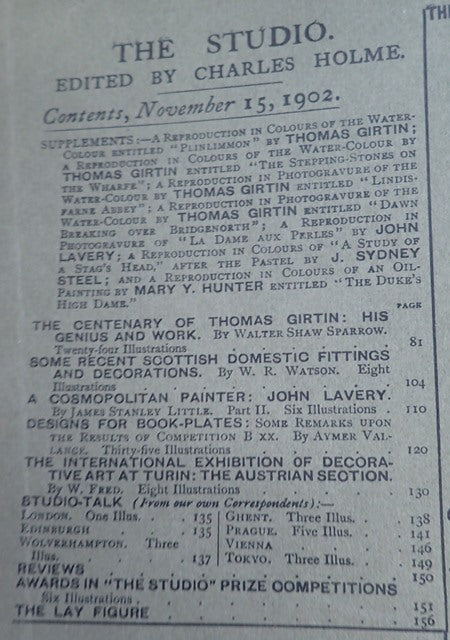 THE STUDIO.
EDITED BY CHARLES HOLME.
Contents, November 15, 1902.
SUPPLEMENTS:—A REPRODUCTION IN COLOURS OF THE WATER-
COLOUR ENTITLED "PLINLIMMON" BY THOMAS GIRTIN;
A REPRODUCTION IN COLOURS OF THE WATER-COLOUR BY
THOMAS GIRTIN ENTITLED "THE STEPPING-STONES ON
THE WHARFE"; A REPRODUCTION IN PHOTOGRAVURE OF THE
WATER-COLOUR BY THOMAS GIRTIN ENTITLED "LINDIS-
FARNE ABBEY"; A REPRODUCTION IN PHOTOGRAVURE OF THE
WATER-COLOUR BY THOMAS GIRTIN ENTITLED "DAWN
BREAKING OVER BRIDGENORTH"; A REPRODUCTION IN
PHOTOGRAVURE OF "LA DAME AUX PERLES" BY JOHN
LAVERY; A REPRODUCTION IN COLOURS OF "A STUDY OF
A STAG'S HEAD," AFTER THE PASTEL BY J. SYDNEY
STEEL; AND A REPRODUCTION IN COLOURS OF AN OIL-
PAINTING BY MARY Y. HUNTER ENTITLED "THE DUKE'S
HIGH DAME."
PAGE
THE CENTENARY OF THOMAS GIRTIN: HIS
GENIUS AND WORK. BY WALTER SHAW SPARROW.
Twenty-four Illustrations . . . . 81
SOME RECENT SCOTTISH DOMESTIC FITTINGS
AND DECORATIONS. BY W. R. WATSON. Eight
Illustrations . . . . 104
A COSMOPOLITAN PAINTER: JOHN LAVERY.
BY JAMES STANLEY LITTLE. PART II. Six Illustrations . 110
DESIGNS FOR BOOK-PLATES: SOME REMARKS UPON
THE RESULTS OF COMPETITION B XX. BY AYMER VAL-
LANCE. Thirty-five Illustrations . . . 120
THE INTERNATIONAL EXHIBITION OF DECORA-
TIVE ART AT TURIN: THE AUSTRIAN SECTION.
By W. FRED. Eight Illustrations . . . . 130
STUDIO-TALK (From our own Correspondents):—
LONDON. One Illus. . . 135 GHENT. Three Illus. . . 138
EDINBURGH . . 135 PRAGUE. Five Illus. . . 141
WOLVERHAMPTON. Three VIENNA . . . 146
Illus. . . . 137 TOKYO. Three Illus. . . 149
REVIEWS . . . . 150
AWARDS IN "THE STUDIO" PRIZE COMPETITIONS
Six Illustrations . . . . 151
THE LAY FIGURE . . . . 156